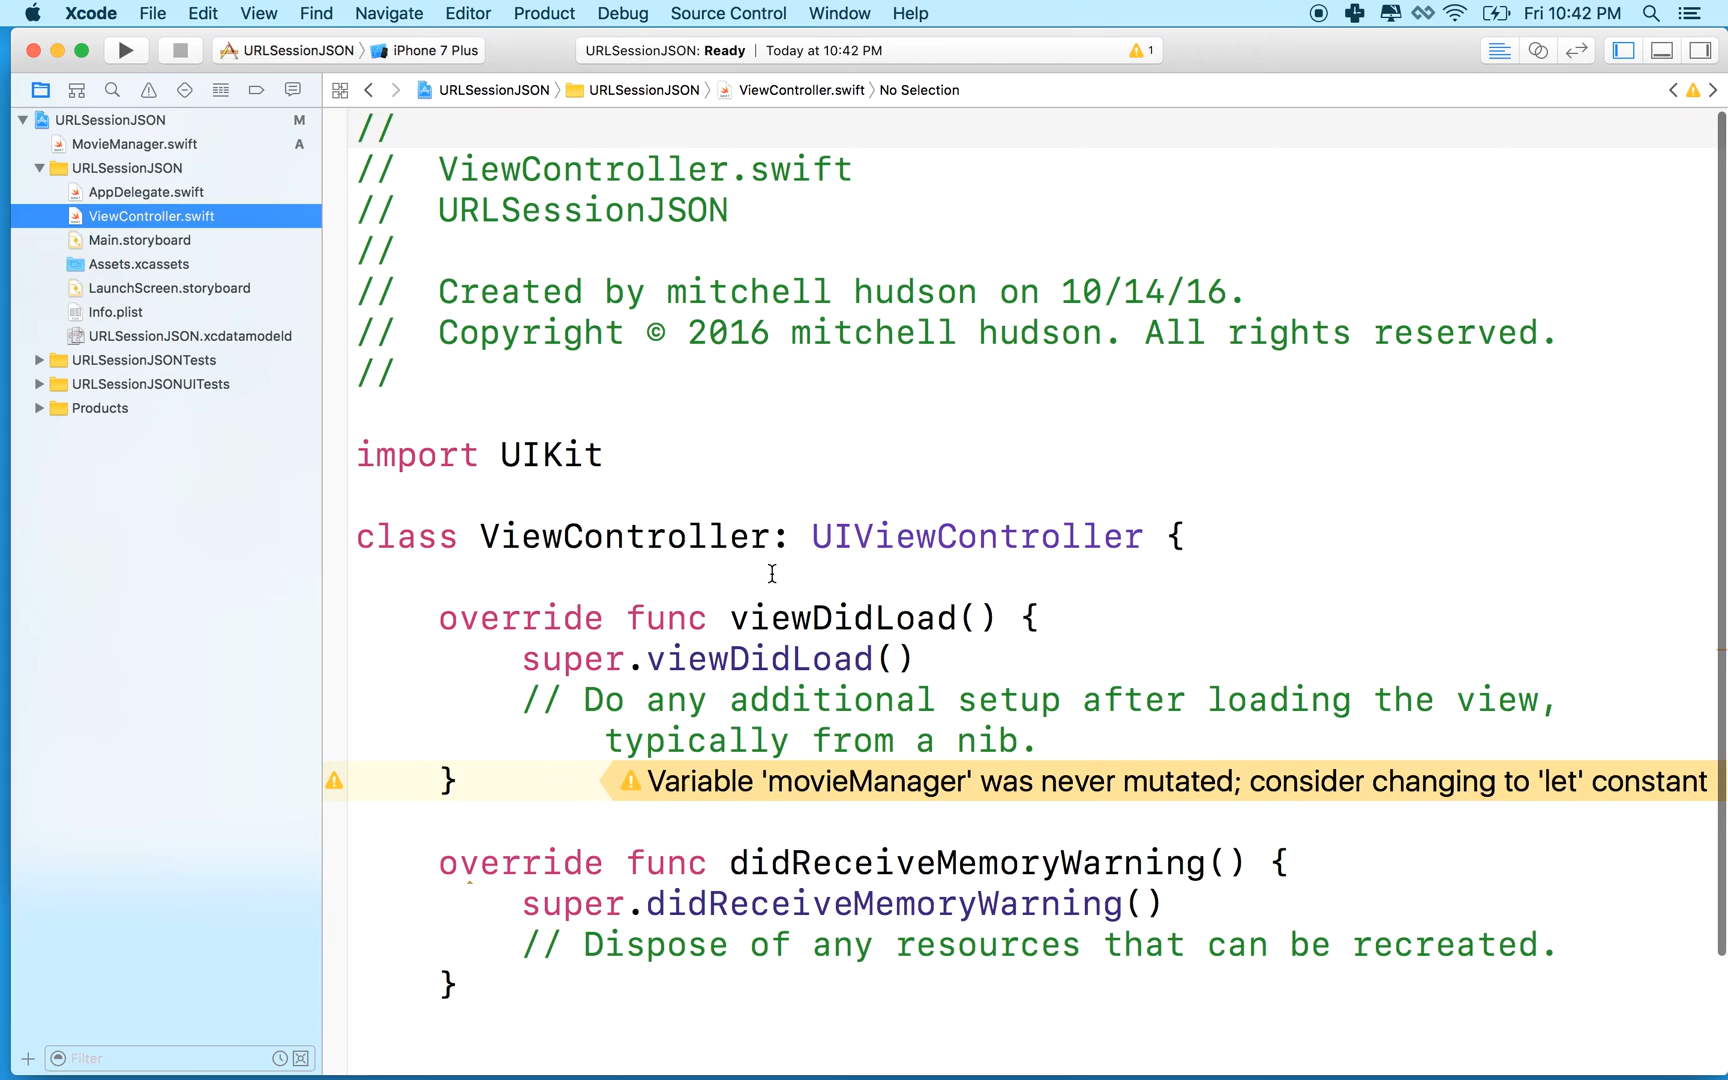 Xcode File Edit View Find Navigate Editor Product Debug Source Control Window Help Fri 10:42 PM
URLSessionJSON iPhone 7 Plus URLSessionJSON: Ready Today at 10:42 PM 1
URLSessionJSON URLSessionJSON ViewController.swift No Selection
URLSessionJSON M
MovieManager.swift A
URLSessionJSON
AppDelegate.swift
ViewController.swift
Main.storyboard
Assets.xcassets
LaunchScreen.storyboard
Info.plist
URLSessionJSON.xcdatamodeld
URLSessionJSONTests
URLSessionJSONUITests
Products
Filter
//
// ViewController.swift
// URLSessionJSON
//
// Created by mitchell hudson on 10/14/16.
// Copyright © 2016 mitchell hudson. All rights reserved.
//
import UIKit
class ViewController: UIViewController {
override func viewDidLoad() {
super.viewDidLoad()
// Do any additional setup after loading the view,
typically from a nib.
} Variable 'movieManager' was never mutated; consider changing to 'let' constant
override func didReceiveMemoryWarning() {
super.didReceiveMemoryWarning()
// Dispose of any resources that can be recreated.
}